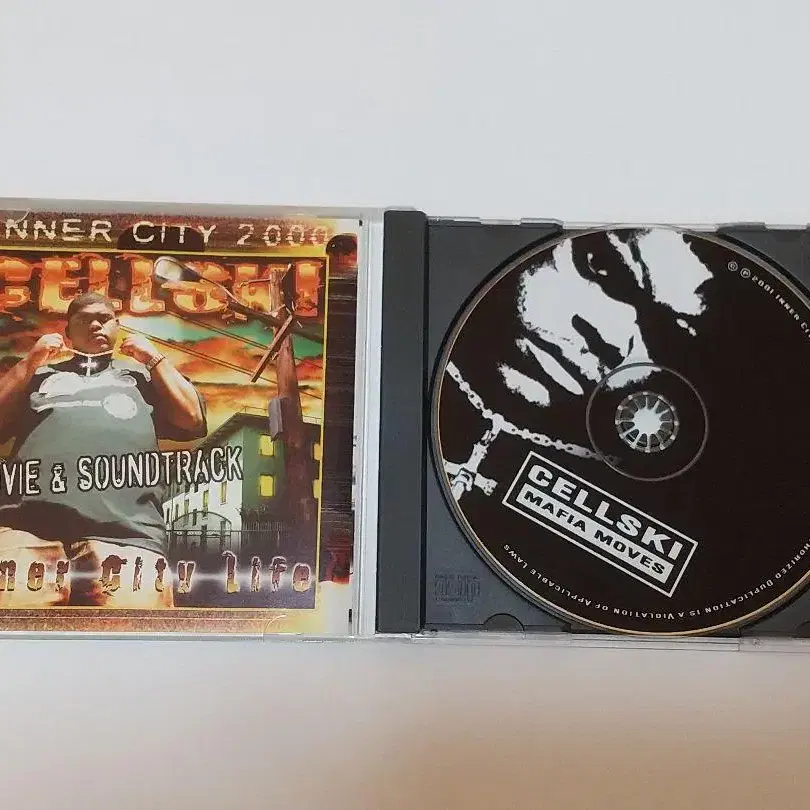 INNER CITY 2000
CELLSKI
VIE & SOUNDTRACK
ner City Life
℗ © 2001 INNER CI
CELLSKI
MAFIA MOVES
HORIZED DUPLICATION IS A VIOLATION OF APPLICABLE LAWS